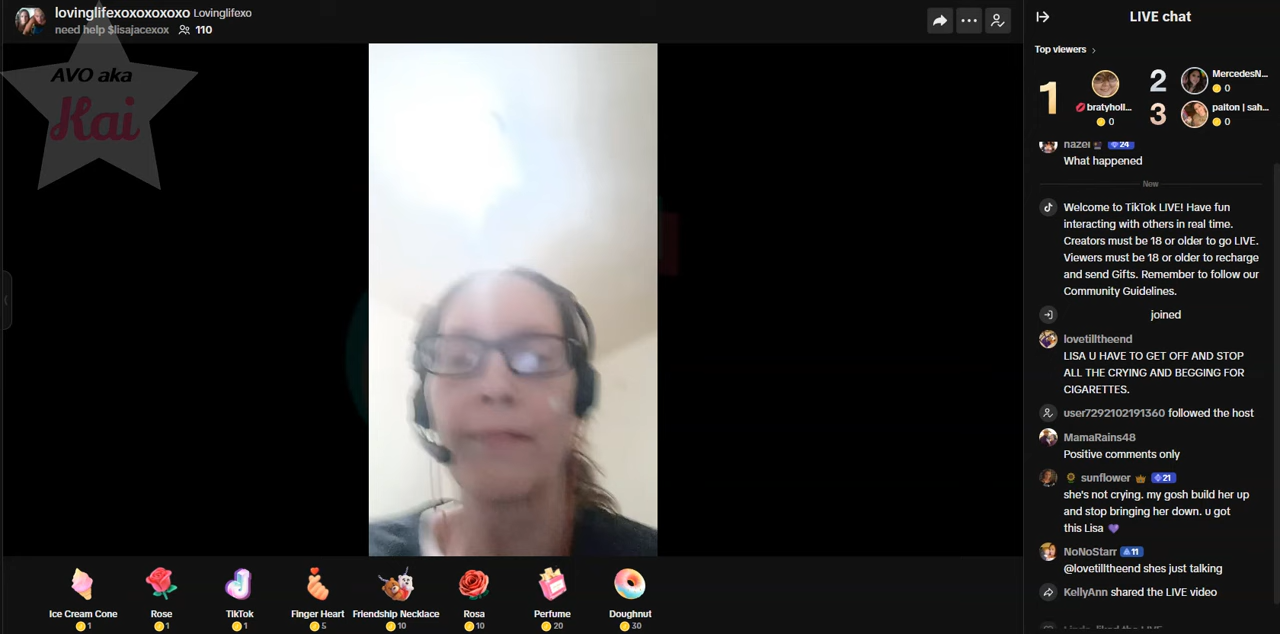 lovinglifexoxoxoxoxo Lovinglifexo
need help $lisajacexox 110
AVO aka
Kai
LIVE chat
Top viewers
1
bratyholl...
0
2
MercedesN...
0
3
paiton | sah...
0
nazel 24
What happened
New
Welcome to TikTok LIVE! Have fun
interacting with others in real time.
Creators must be 18 or older to go LIVE.
Viewers must be 18 or older to recharge
and send Gifts. Remember to follow our
Community Guidelines.
joined
lovetilltheend
LISA U HAVE TO GET OFF AND STOP
ALL THE CRYING AND BEGGING FOR
CIGARETTES.
user7292102191360 followed the host
MamaRains48
Positive comments only
sunflower 21
she's not crying. my gosh build her up
and stop bringing her down. u got
this Lisa
NoNoStarr 11
@lovetilltheend shes just talking
KellyAnn shared the LIVE video
liked the LIVE
Ice Cream Cone
1
Rose
1
TikTok
1
Finger Heart
5
Friendship Necklace
10
Rosa
10
Perfume
20
Doughnut
30